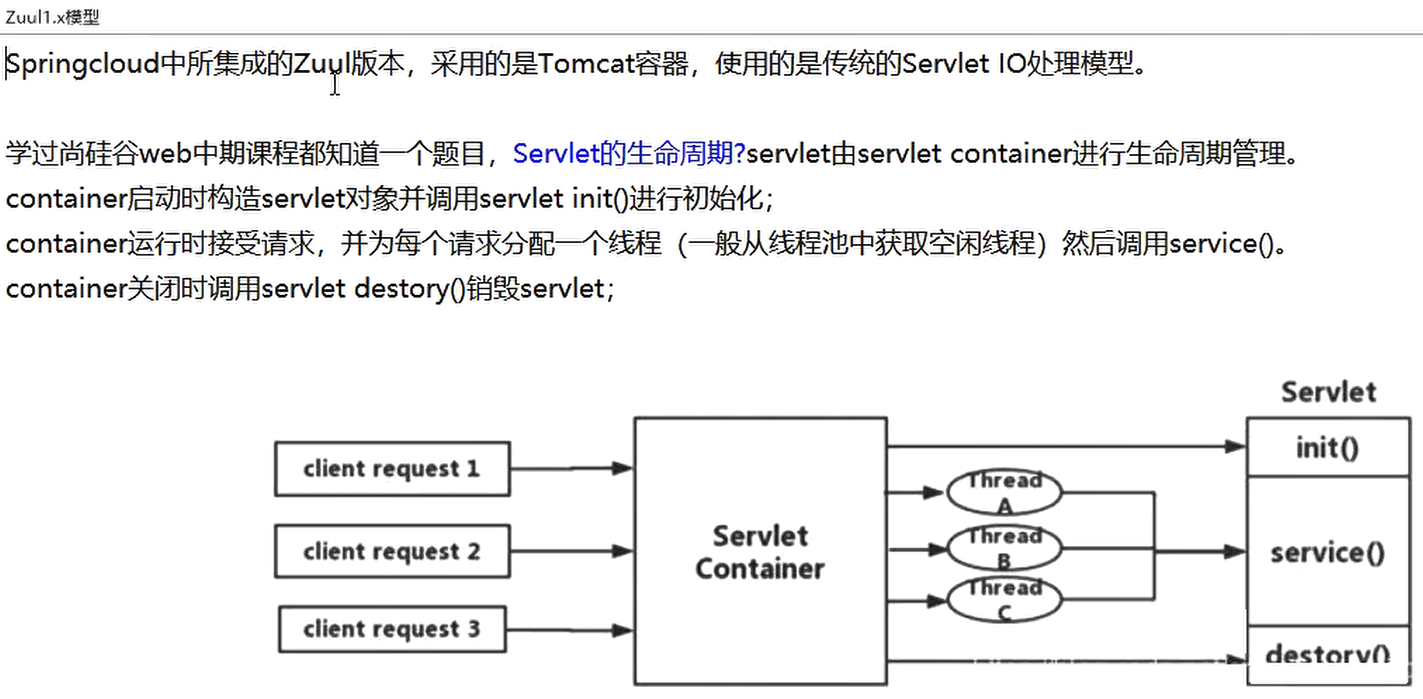 Zuul1.x模型
Springcloud中所集成的Zuul版本，采用的是Tomcat容器，使用的是传统的Servlet IO处理模型。
学过尚硅谷web中期课程都知道一个题目，Servlet的生命周期?servlet由servlet container进行生命周期管理。
container启动时构造servlet对象并调用servlet init()进行初始化；
container运行时接受请求，并为每个请求分配一个线程（一般从线程池中获取空闲线程）然后调用service()。
container关闭时调用servlet destory()销毁servlet；
Servlet
init()
client request 1
Thread
A
client request 2
Servlet
Container
Thread
B
service()
Thread
C
client request 3
destory()